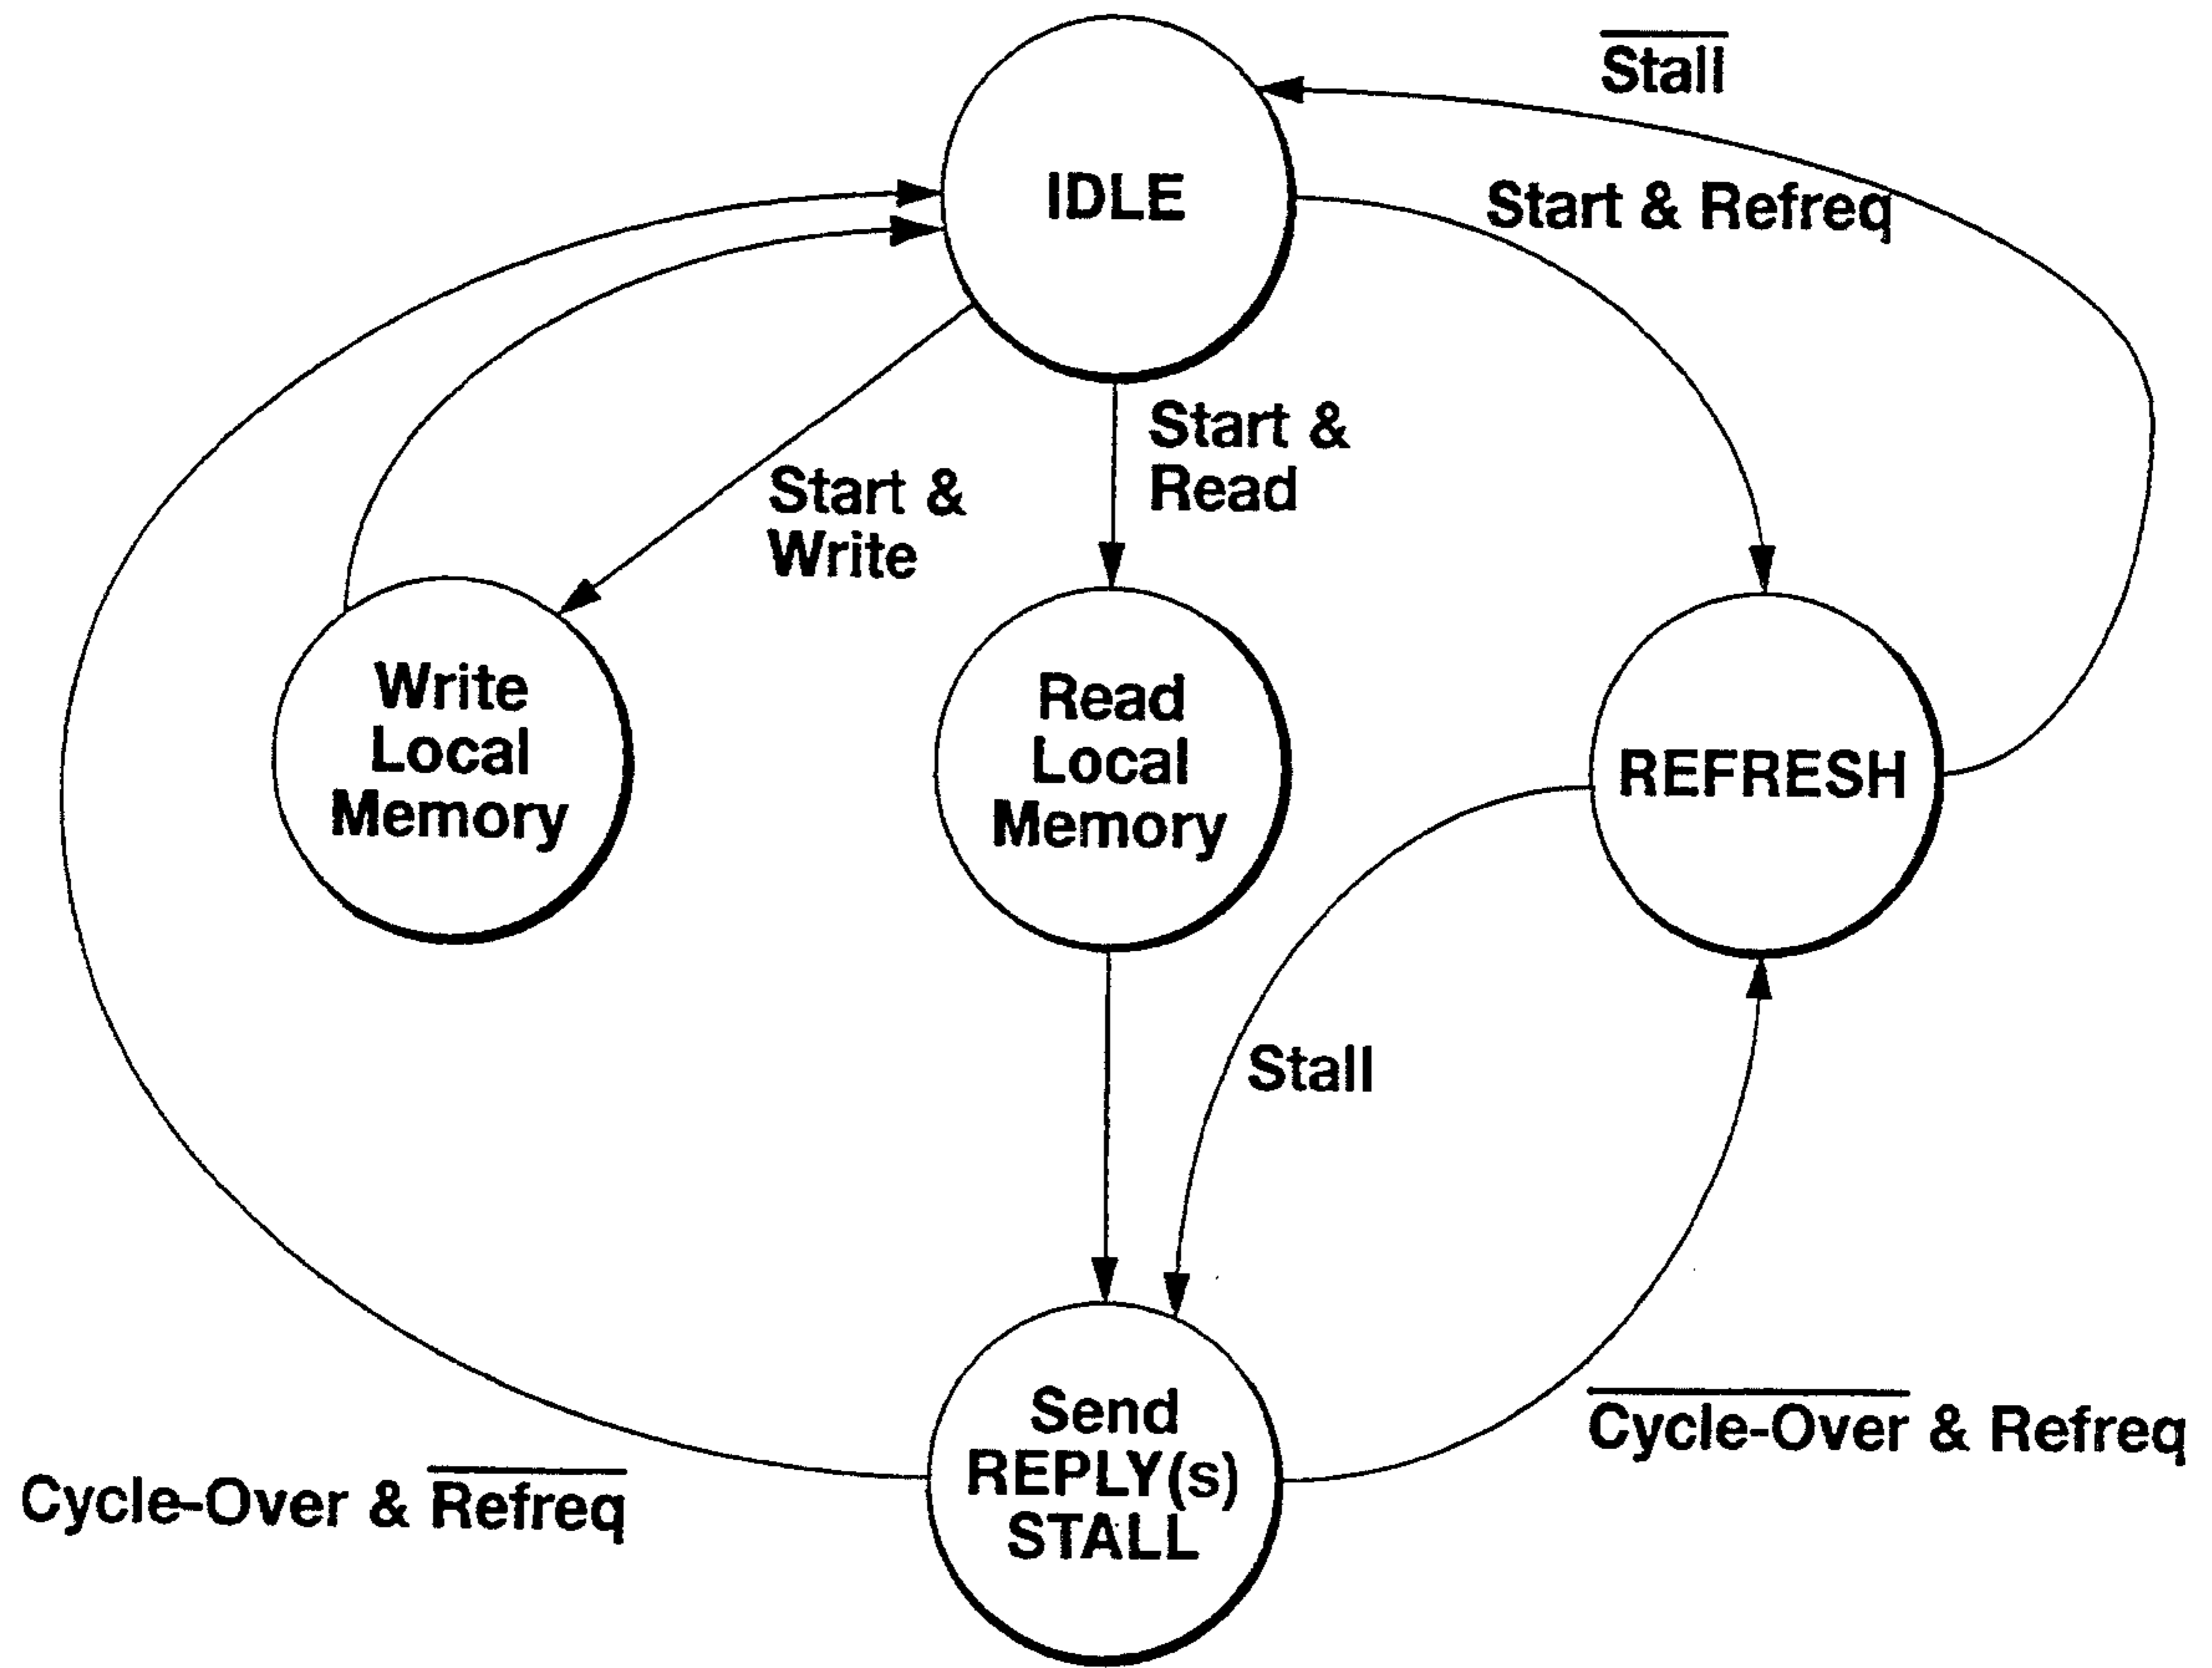 Stall
IDLE
Start & Refreq
Start &
Read
Start &
Write
Write
Local
Memory
Read
Local
Memory
REFRESH
Stall
Send
REPLY(s)
STALL
Cycle-Over & Refreq
Cycle-Over & Refreq